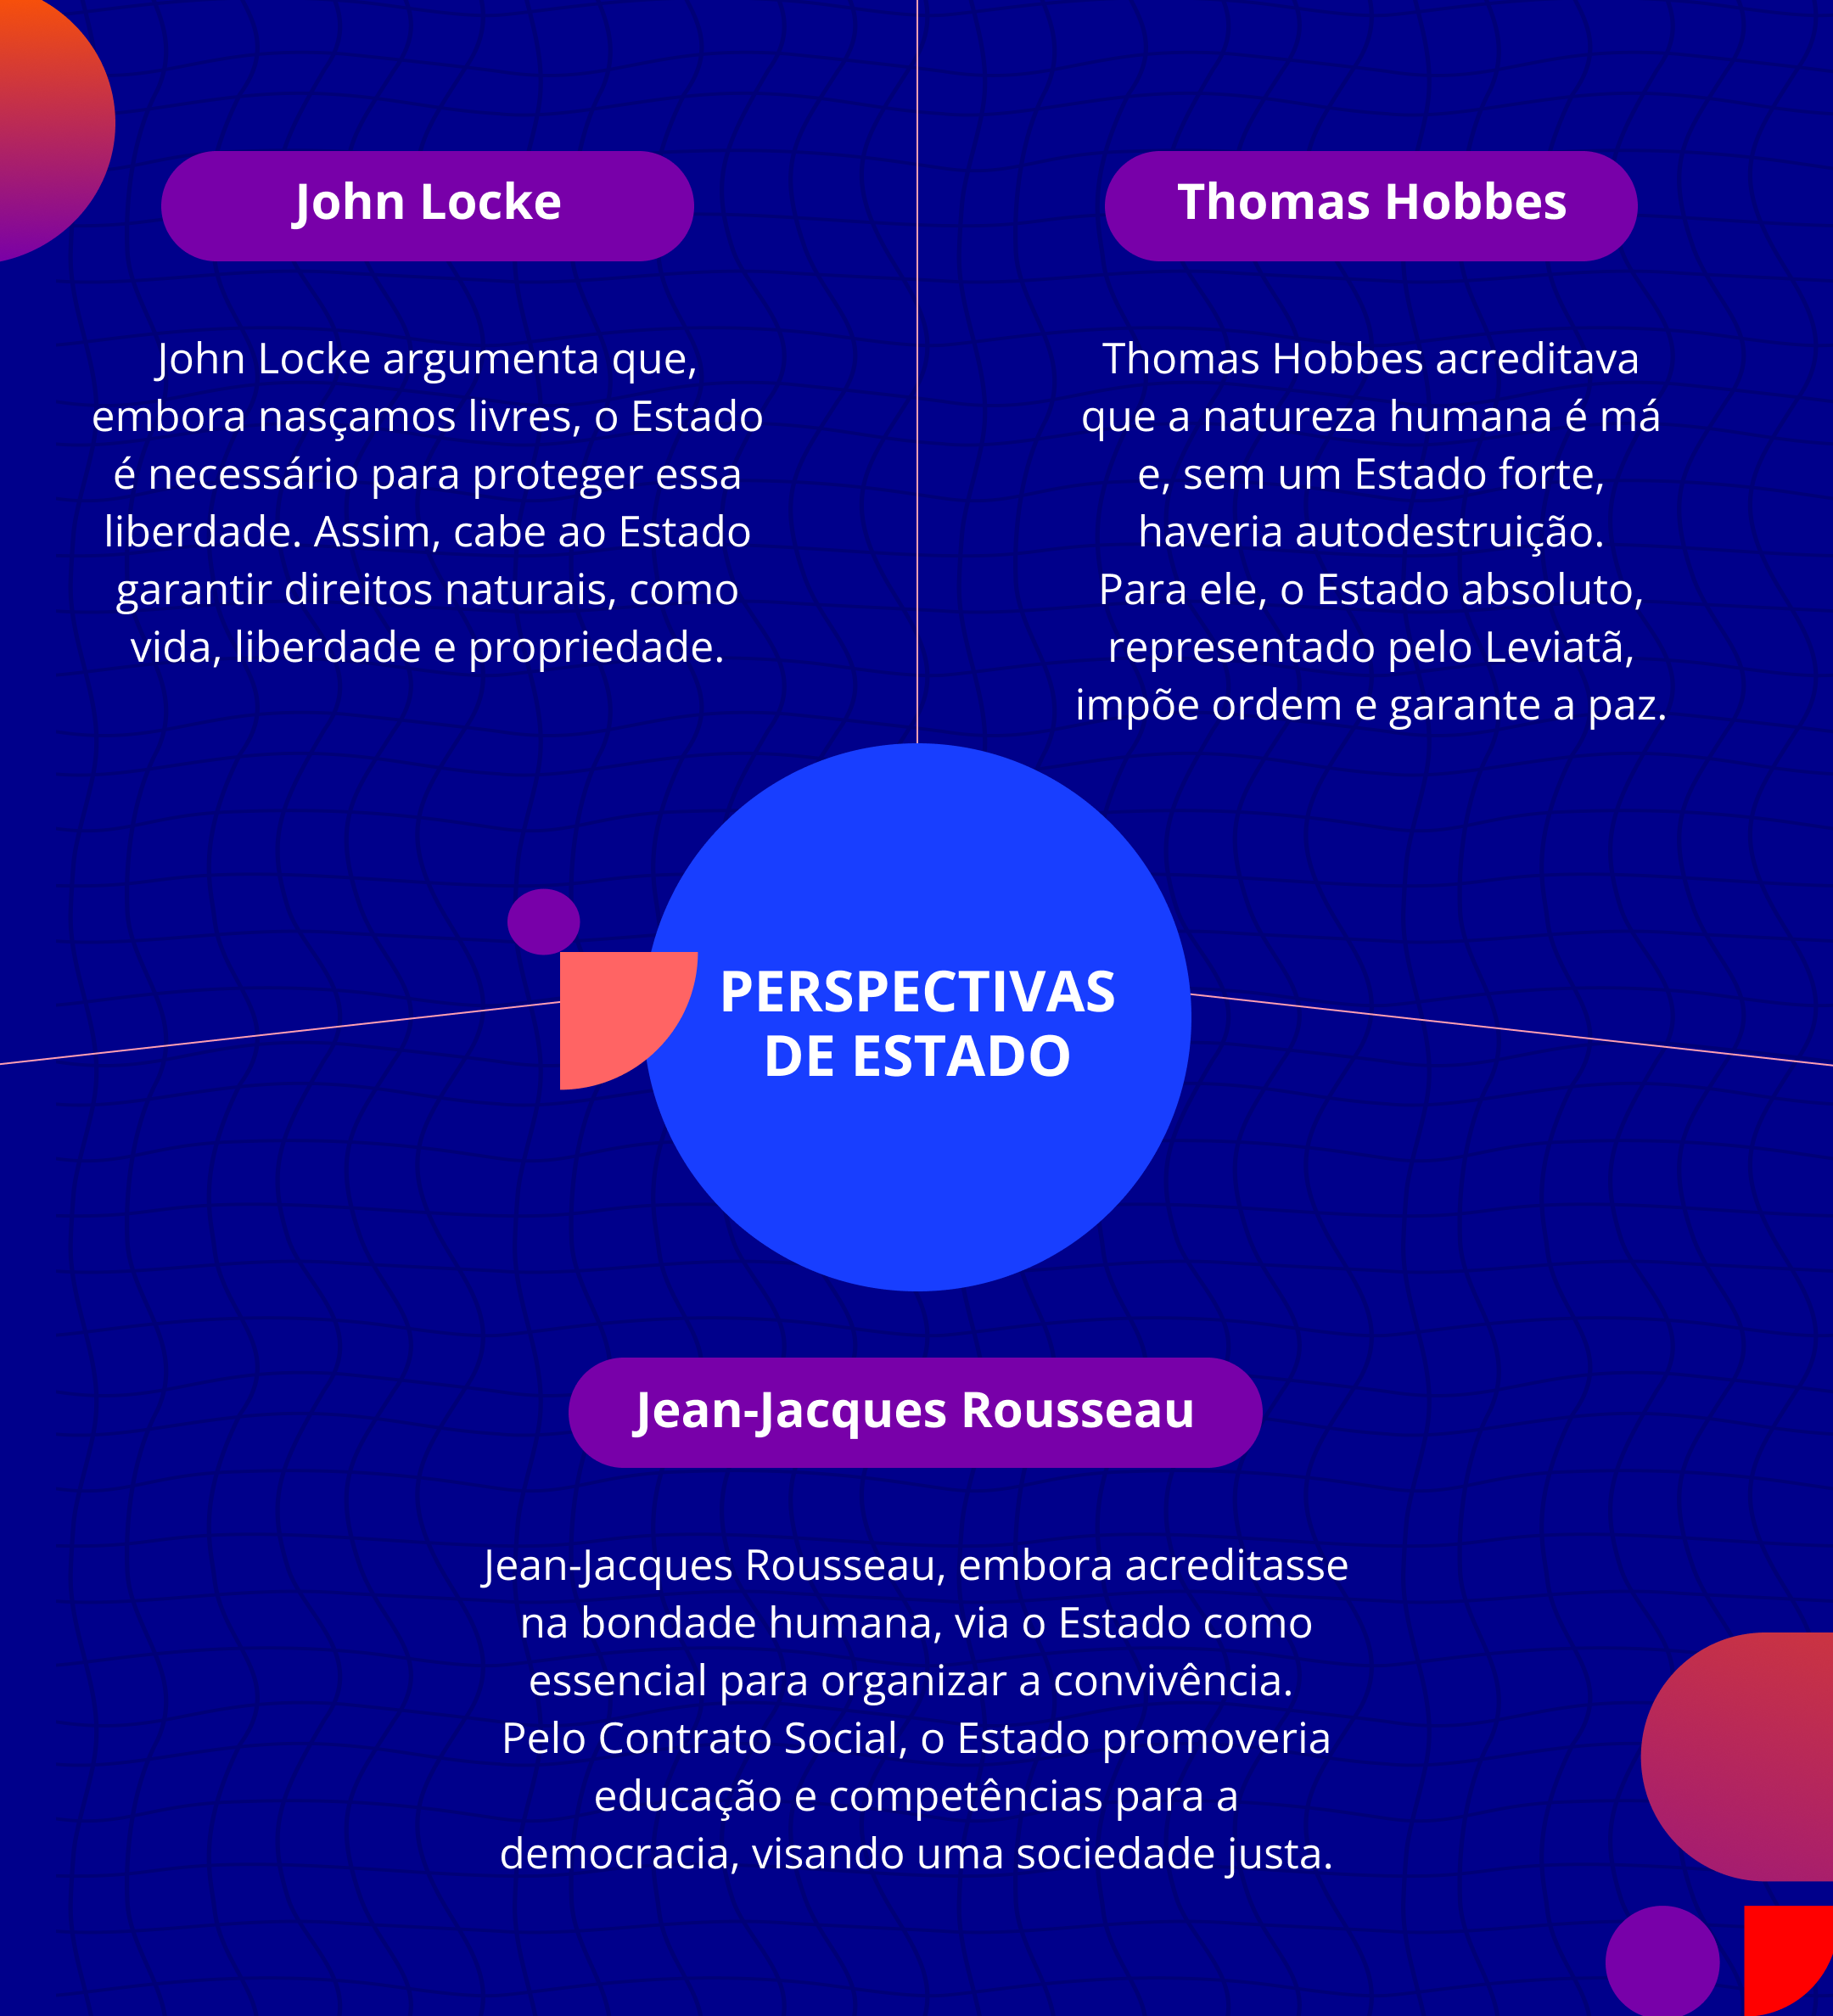 John Locke
John Locke argumenta que,
embora nasçamos livres, o Estado
é necessário para proteger essa
liberdade. Assim, cabe ao Estado
garantir direitos naturais, como
vida, liberdade e propriedade.
Thomas Hobbes
Thomas Hobbes acreditava
que a natureza humana é má
e, sem um Estado forte,
haveria autodestruição.
Para ele, o Estado absoluto,
representado pelo Leviatã,
impõe ordem e garante a paz.
PERSPECTIVAS
DE ESTADO
Jean-Jacques Rousseau
Jean-Jacques Rousseau, embora acreditasse
na bondade humana, via o Estado como
essencial para organizar a convivência.
Pelo Contrato Social, o Estado promoveria
educação e competências para a
democracia, visando uma sociedade justa.